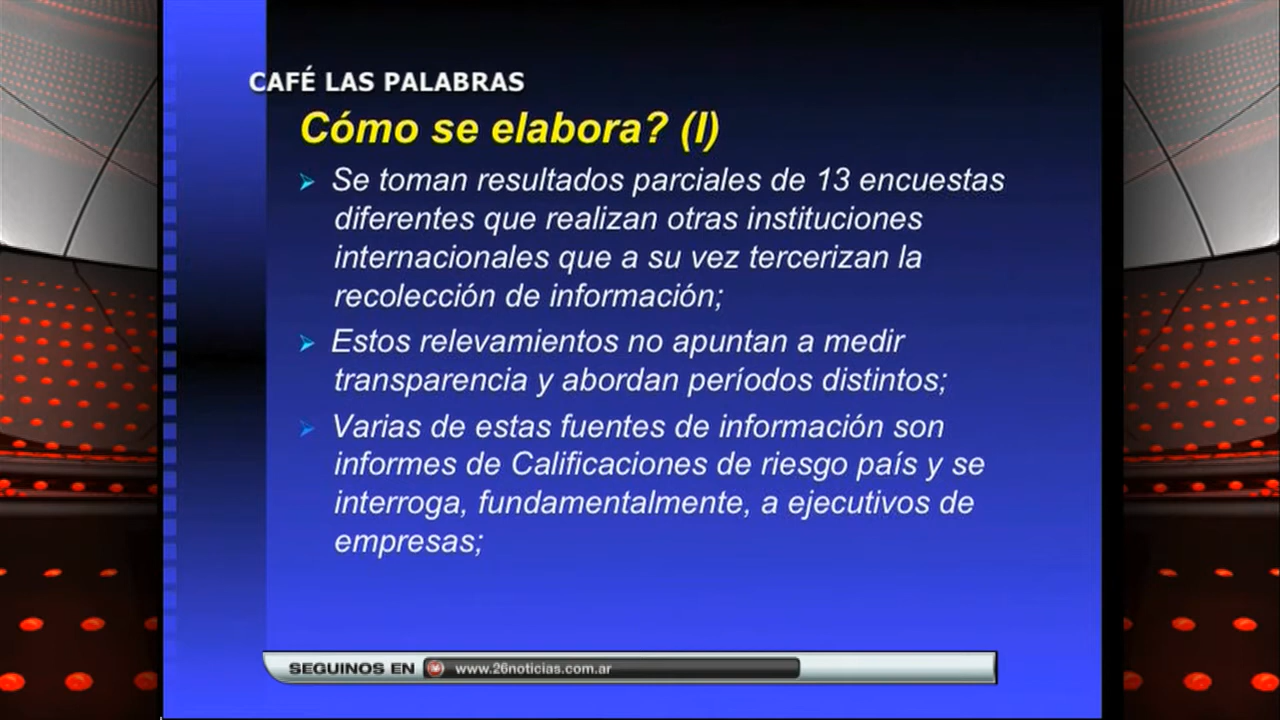 CAFÉ LAS PALABRAS
Cómo se elabora? (I)
Se toman resultados parciales de 13 encuestas
diferentes que realizan otras instituciones
internacionales que a su vez tercerizan la
recolección de información;
Estos relevamientos no apuntan a medir
transparencia y abordan períodos distintos;
Varias de estas fuentes de información son
informes de Calificaciones de riesgo país y se
interroga, fundamentalmente, a ejecutivos de
empresas;
SEGUINOS EN www.26noticias.com.ar